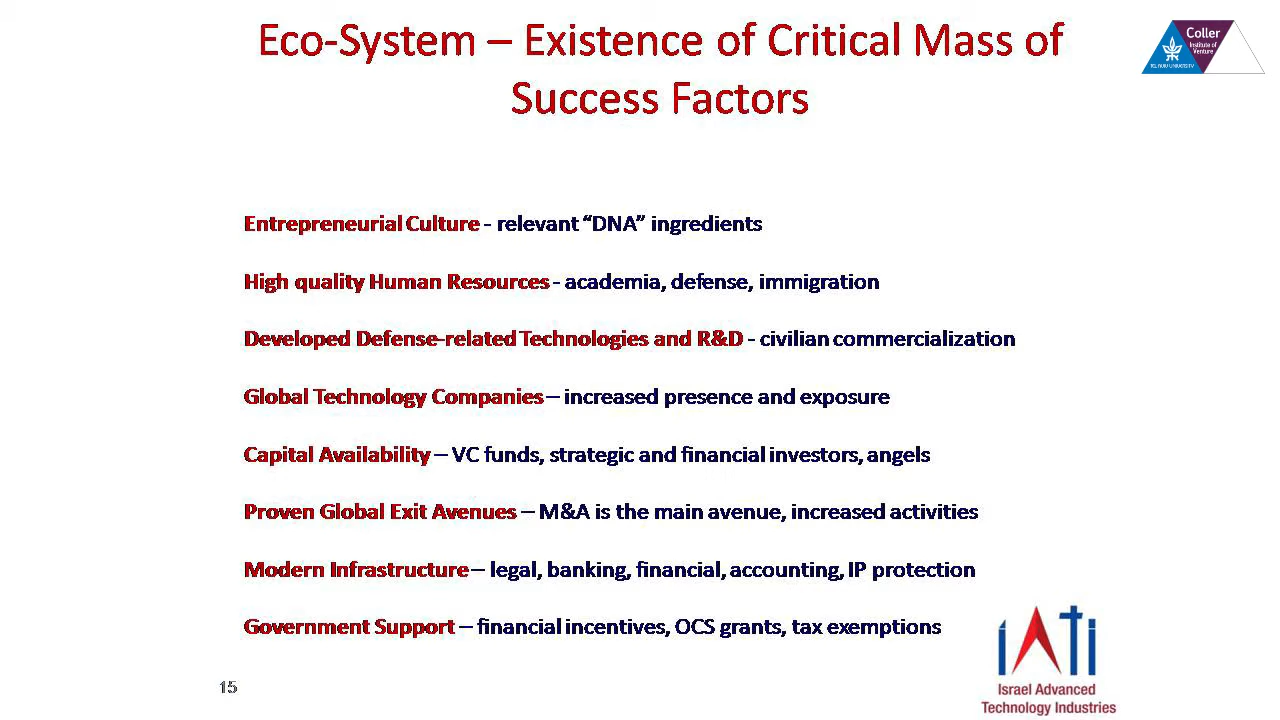 Eco-System – Existence of Critical Mass of
Success Factors
Coller
Institute of
Venture
TEL AVIV UNIVERSITY
Entrepreneurial Culture - relevant “DNA” ingredients
High quality Human Resources - academia, defense, immigration
Developed Defense-related Technologies and R&D - civilian commercialization
Global Technology Companies – increased presence and exposure
Capital Availability – VC funds, strategic and financial investors, angels
Proven Global Exit Avenues – M&A is the main avenue, increased activities
Modern Infrastructure – legal, banking, financial, accounting, IP protection
Government Support – financial incentives, OCS grants, tax exemptions
15
iATi
Israel Advanced
Technology Industries